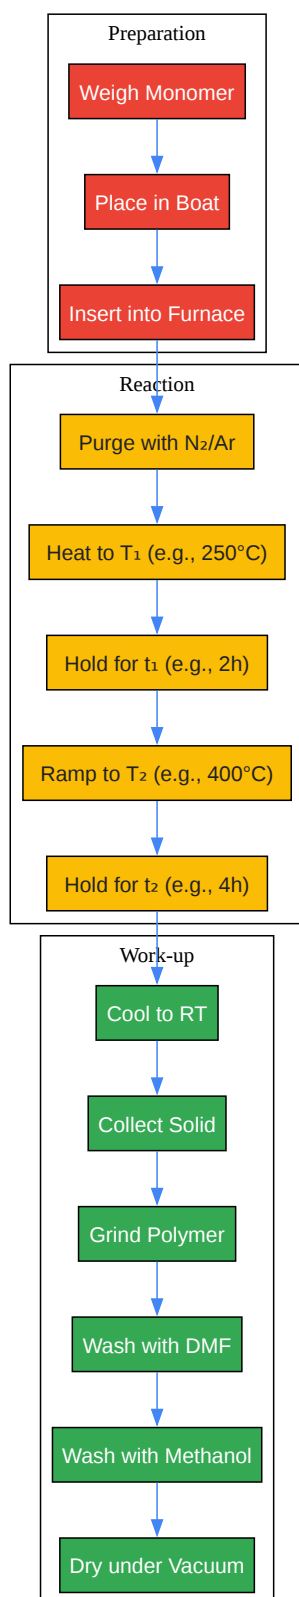 Preparation
Weigh Monomer
Place in Boat
Insert into Furnace
Reaction
Purge with N₂/Ar
Heat to T₁ (e.g., 250°C)
Hold for t₁ (e.g., 2h)
Ramp to T₂ (e.g., 400°C)
Hold for t₂ (e.g., 4h)
Work-up
Cool to RT
Collect Solid
Grind Polymer
Wash with DMF
Wash with Methanol
Dry under Vacuum